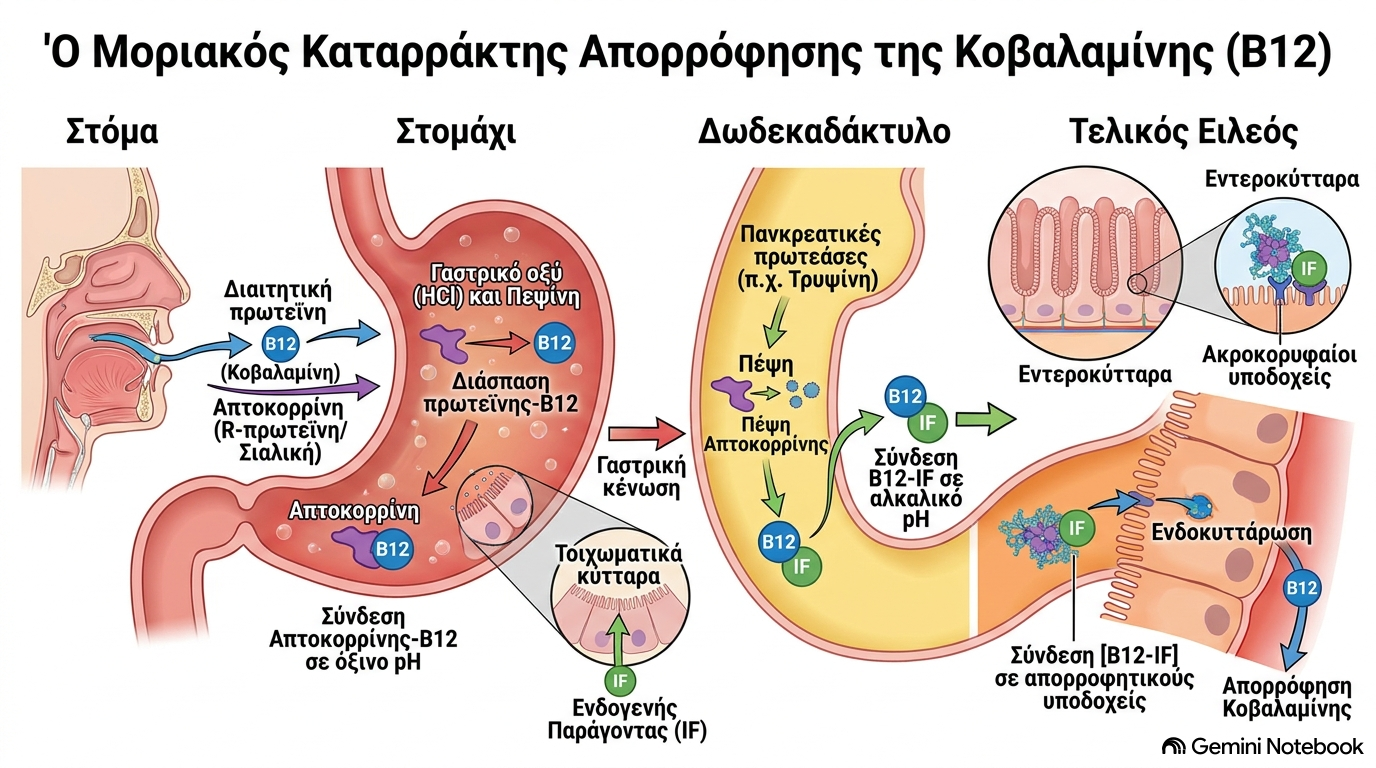 'Ο Μοριακός Καταρράκτης Απορρόφησης της Κοβαλαμίνης (B12)
Στόμα
Διαιτητική
πρωτεΐνη
B12
(Κοβαλαμίνη)
Απτοκορρίνη
(R-πρωτεΐνη/
Σιαλική)
Στομάχι
Γαστρικό οξύ
(HCl) και Πεψίνη
B12
Διάσπαση
πρωτεΐνης-B12
Απτοκορρίνη
B12
Σύνδεση
Απτοκορρίνης-B12
σε όξινο pH
Τοιχωματικά
κύτταρα
IF
Ενδογενής
Παράγοντας (IF)
Γαστρική
κένωση
Δωδεκαδάκτυλο
Πανκρεατικές
πρωτεάσες
(π.χ. Τρυψίνη)
Πέψη
Πέψη
Απτοκορρίνης
B12
IF
B12
IF
Σύνδεση
B12-IF σε
αλκαλικό
pH
Τελικός Ειλεός
Εντεροκύτταρα
IF
Ακροκορυφαίοι
υποδοχείς
Εντεροκύτταρα
IF
Ενδοκυττάρωση
B12
Σύνδεση [B12-IF]
σε απορροφητικούς
υποδοχείς
Απορρόφηση
Κοβαλαμίνης
Gemini Notebook